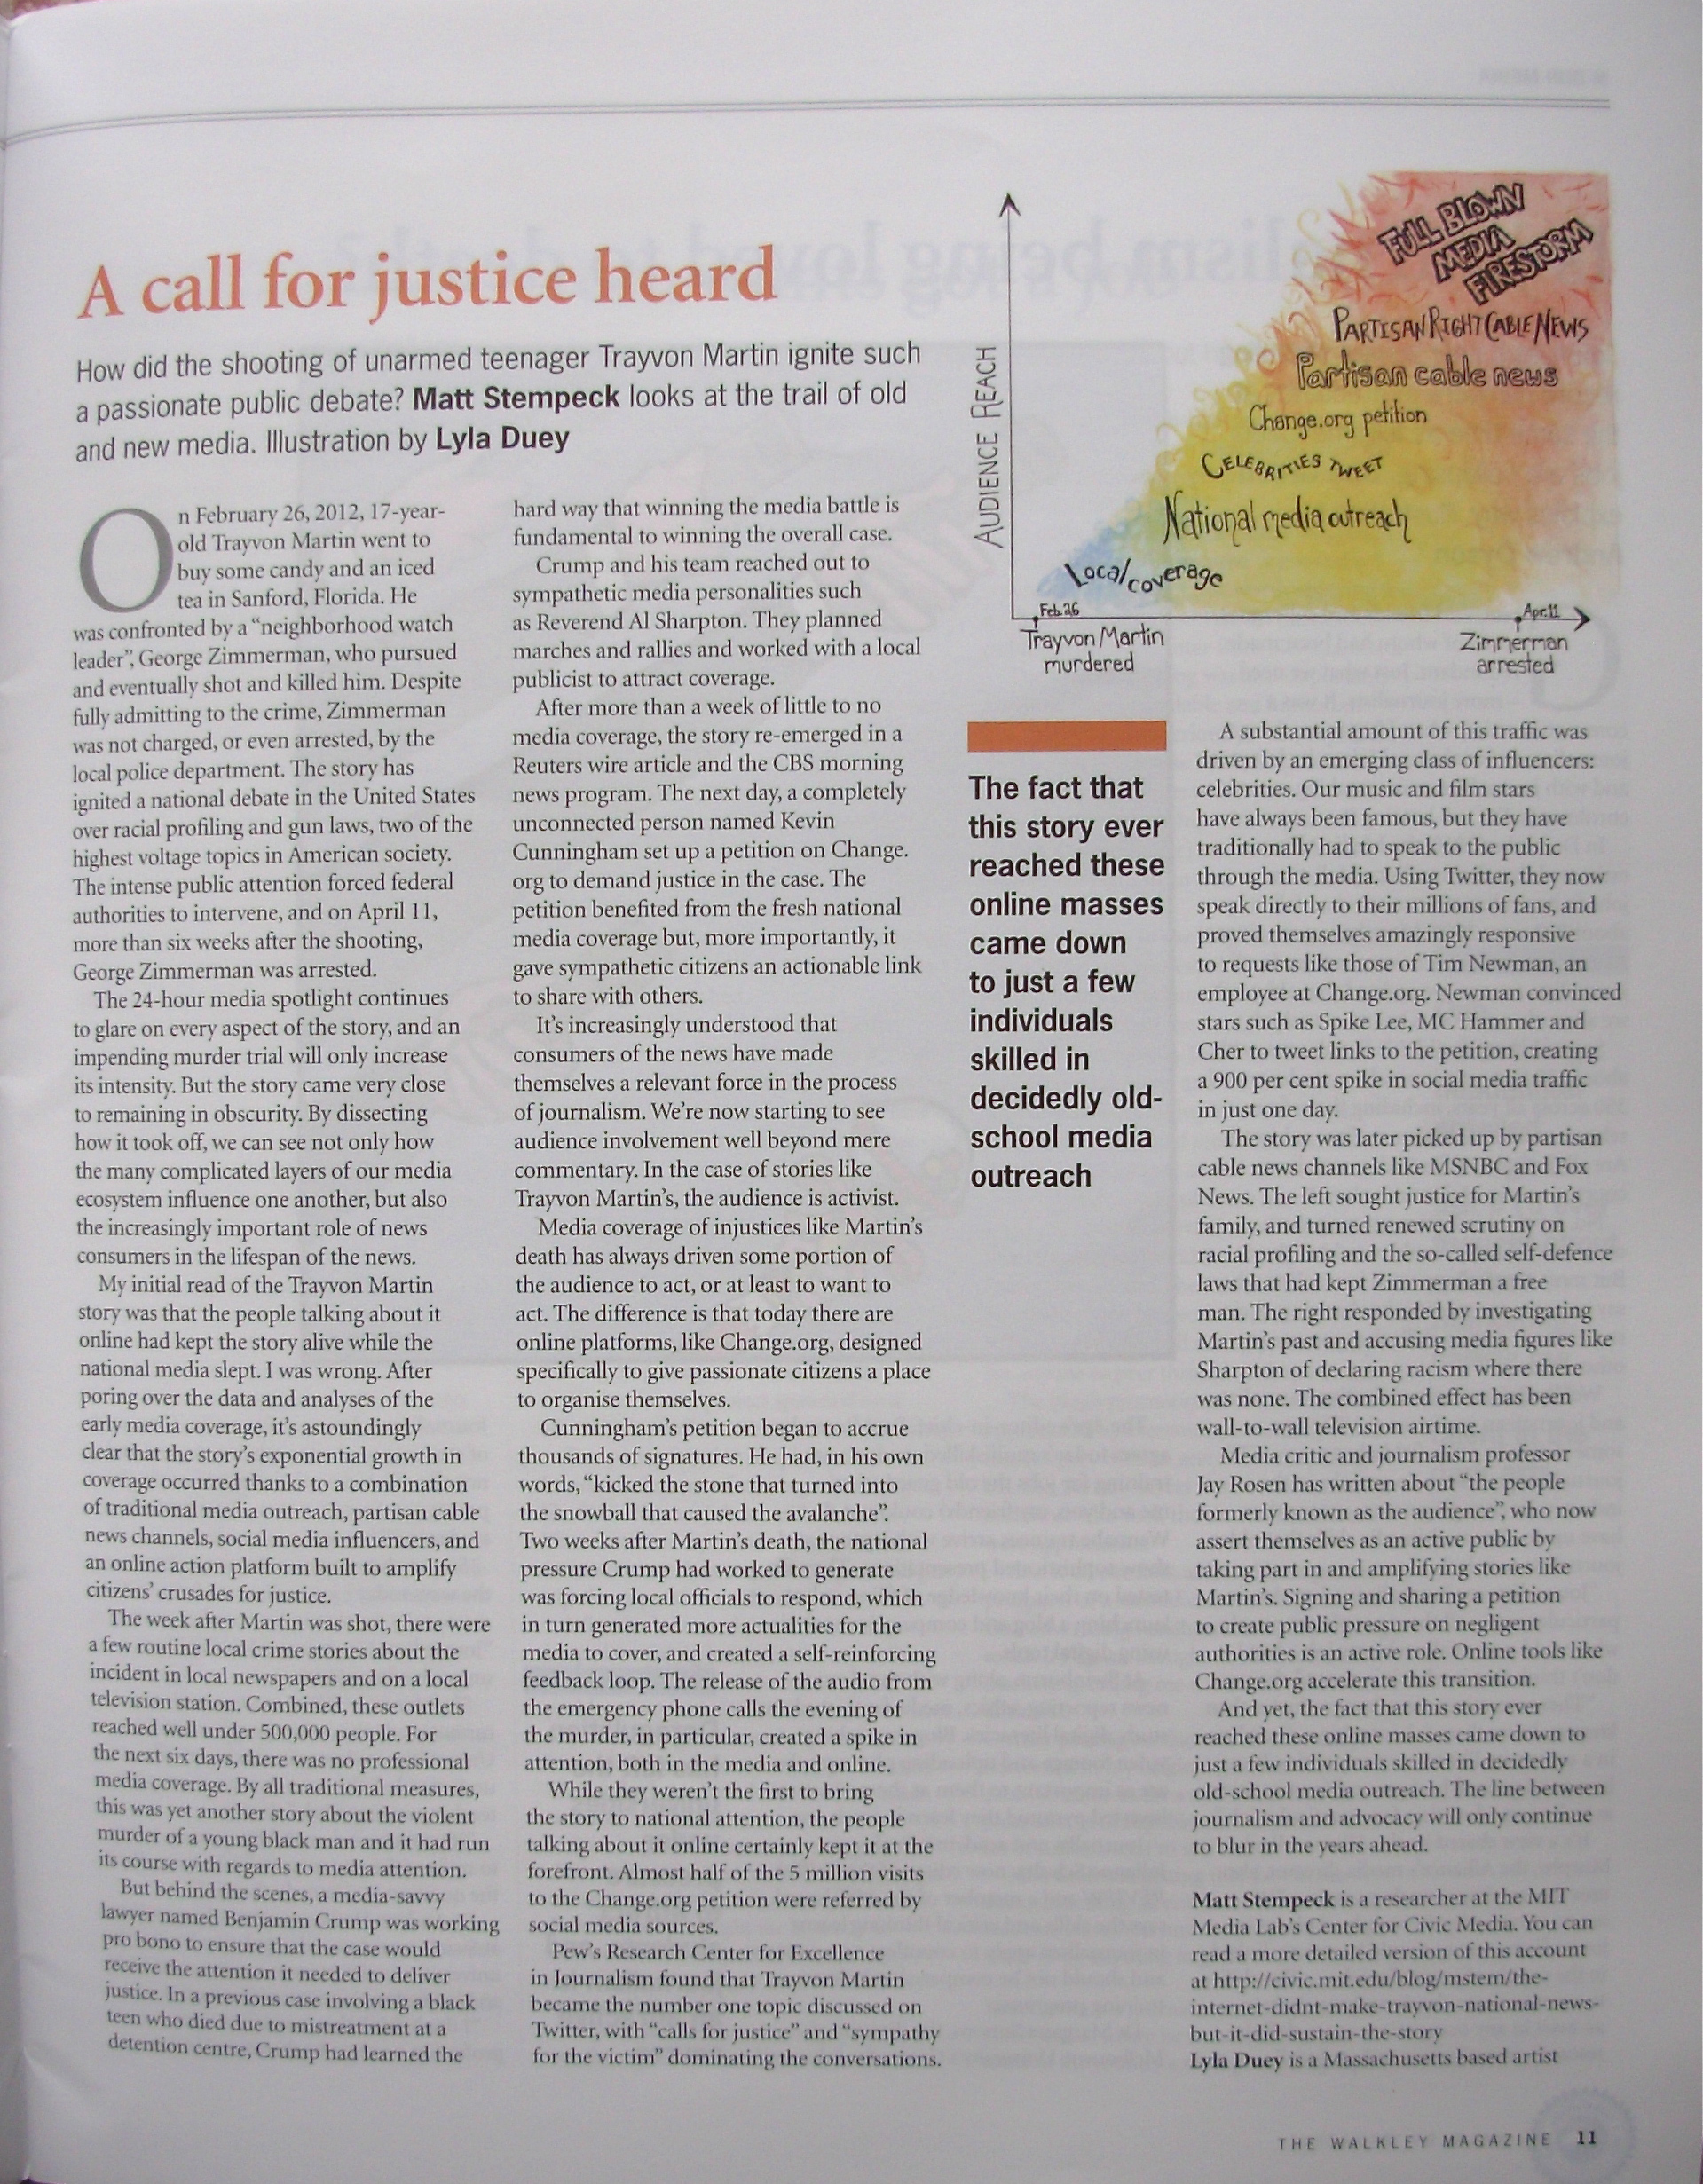 A call for justice heard
How did the shooting of unarmed teenager Trayvon Martin ignite such
a passionate public debate? Matt Stempeck looks at the trail of old
and new media. Illustration by Lyla Duey
On February 26, 2012, 17-year-
old Trayvon Martin went to
buy some candy and an iced
tea in Sanford, Florida. He
was confronted by a “neighborhood watch
leader”, George Zimmerman, who pursued
and eventually shot and killed him. Despite
fully admitting to the crime, Zimmerman
was not charged, or even arrested, by the
local police department. The story has
ignited a national debate in the United States
over racial profiling and gun laws, two of the
highest voltage topics in American society.
The intense public attention forced federal
authorities to intervene, and on April 11,
more than six weeks after the shooting,
George Zimmerman was arrested.
The 24-hour media spotlight continues
to glare on every aspect of the story, and an
impending murder trial will only increase
its intensity. But the story came very close
to remaining in obscurity. By dissecting
how it took off, we can see not only how
the many complicated layers of our media
ecosystem influence one another, but also
the increasingly important role of news
consumers in the lifespan of the news.
My initial read of the Trayvon Martin
story was that the people talking about it
online had kept the story alive while the
national media slept. I was wrong. After
poring over the data and analyses of the
early media coverage, it’s astoundingly
clear that the story’s exponential growth in
coverage occurred thanks to a combination
of traditional media outreach, partisan cable
news channels, social media influencers, and
an online action platform built to amplify
citizens’ crusades for justice.
The week after Martin was shot, there were
a few routine local crime stories about the
incident in local newspapers and on a local
television station. Combined, these outlets
reached well under 500,000 people. For
the next six days, there was no professional
media coverage. By all traditional measures,
this was yet another story about the violent
murder of a young black man and it had run
its course with regards to media attention.
But behind the scenes, a media-savvy
lawyer named Benjamin Crump was working
pro bono to ensure that the case would
receive the attention it needed to deliver
justice. In a previous case involving a black
teen who died due to mistreatment at a
detention centre, Crump had learned the
hard way that winning the media battle is
fundamental to winning the overall case.
Crump and his team reached out to
sympathetic media personalities such
as Reverend Al Sharpton. They planned
marches and rallies and worked with a local
publicist to attract coverage.
After more than a week of little to no
media coverage, the story re-emerged in a
Reuters wire article and the CBS morning
news program. The next day, a completely
unconnected person named Kevin
Cunningham set up a petition on Change.
org to demand justice in the case. The
petition benefited from the fresh national
media coverage but, more importantly, it
gave sympathetic citizens an actionable link
to share with others.
It’s increasingly understood that
consumers of the news have made
themselves a relevant force in the process
of journalism. We’re now starting to see
audience involvement well beyond mere
commentary. In the case of stories like
Trayvon Martin’s, the audience is activist.
Media coverage of injustices like Martin’s
death has always driven some portion of
the audience to act, or at least to want to
act. The difference is that today there are
online platforms, like Change.org, designed
specifically to give passionate citizens a place
to organise themselves.
Cunningham’s petition began to accrue
thousands of signatures. He had, in his own
words, “kicked the stone that turned into
the snowball that caused the avalanche”.
Two weeks after Martin’s death, the national
pressure Crump had worked to generate
was forcing local officials to respond, which
in turn generated more actualities for the
media to cover, and created a self-reinforcing
feedback loop. The release of the audio from
the emergency phone calls the evening of
the murder, in particular, created a spike in
attention, both in the media and online.
While they weren’t the first to bring
the story to national attention, the people
talking about it online certainly kept it at the
forefront. Almost half of the 5 million visits
to the Change.org petition were referred by
social media sources.
Pew’s Research Center for Excellence
in Journalism found that Trayvon Martin
became the number one topic discussed on
Twitter, with “calls for justice” and “sympathy
for the victim” dominating the conversations.
AUDIENCE REACH
FULL BLOWN
MEDIA
FIRESTORM
PARTISAN RIGHT CABLE NEWS
Partisan cable news
Change.org petition
CELEBRITIES TWEET
National media outreach
Local coverage
Feb.26
Apr.11
Trayvon Martin
murdered
Zimmerman
arrested
The fact that
this story ever
reached these
online masses
came down
to just a few
individuals
skilled in
decidedly old-
school media
outreach
A substantial amount of this traffic was
driven by an emerging class of influencers:
celebrities. Our music and film stars
have always been famous, but they have
traditionally had to speak to the public
through the media. Using Twitter, they now
speak directly to their millions of fans, and
proved themselves amazingly responsive
to requests like those of Tim Newman, an
employee at Change.org. Newman convinced
stars such as Spike Lee, MC Hammer and
Cher to tweet links to the petition, creating
a 900 per cent spike in social media traffic
in just one day.
The story was later picked up by partisan
cable news channels like MSNBC and Fox
News. The left sought justice for Martin’s
family, and turned renewed scrutiny on
racial profiling and the so-called self-defence
laws that had kept Zimmerman a free
man. The right responded by investigating
Martin’s past and accusing media figures like
Sharpton of declaring racism where there
was none. The combined effect has been
wall-to-wall television airtime.
Media critic and journalism professor
Jay Rosen has written about “the people
formerly known as the audience”, who now
assert themselves as an active public by
taking part in and amplifying stories like
Martin’s. Signing and sharing a petition
to create public pressure on negligent
authorities is an active role. Online tools like
Change.org accelerate this transition.
And yet, the fact that this story ever
reached these online masses came down to
just a few individuals skilled in decidedly
old-school media outreach. The line between
journalism and advocacy will only continue
to blur in the years ahead.
Matt Stempeck is a researcher at the MIT
Media Lab’s Center for Civic Media. You can
read a more detailed version of this account
at http://civic.mit.edu/blog/mstem/the-
internet-didnt-make-trayvon-national-news-
but-it-did-sustain-the-story
Lyla Duey is a Massachusetts based artist
THE WALKLEY MAGAZINE 11